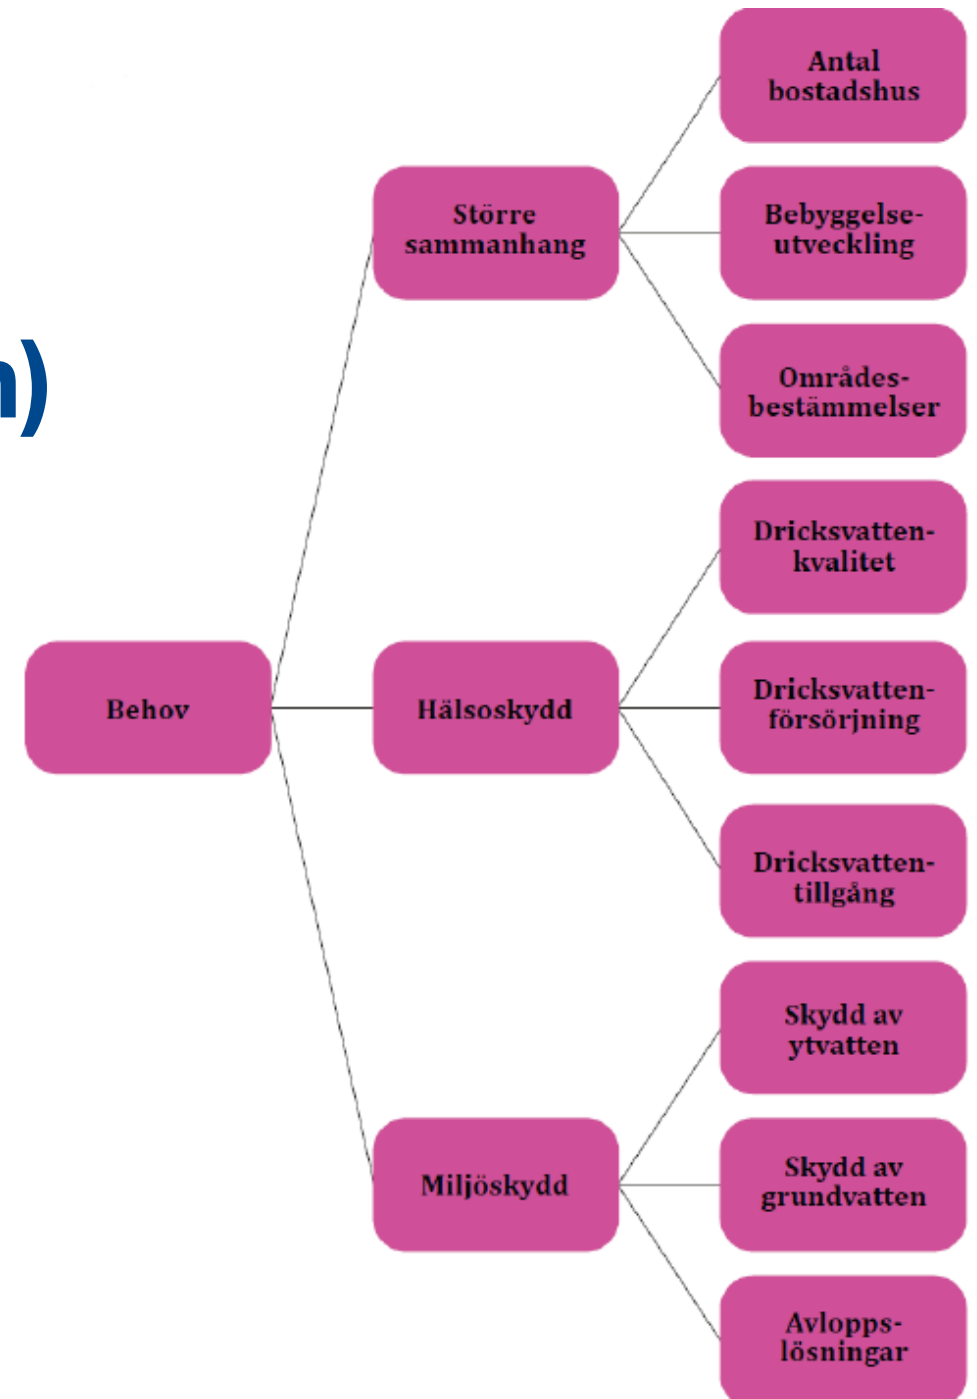 Antal
bostadshus
Större
sammanhang
Bebyggelse-
utveckling
Områdes-
bestämmelser
Dricksvatten-
kvalitet
Behov
Hälsoskydd
Dricksvatten-
försörjning
Dricksvatten-
tillgång
Skydd av
ytvatten
Miljöskydd
Skydd av
grundvatten
Avlopps-
lösningar